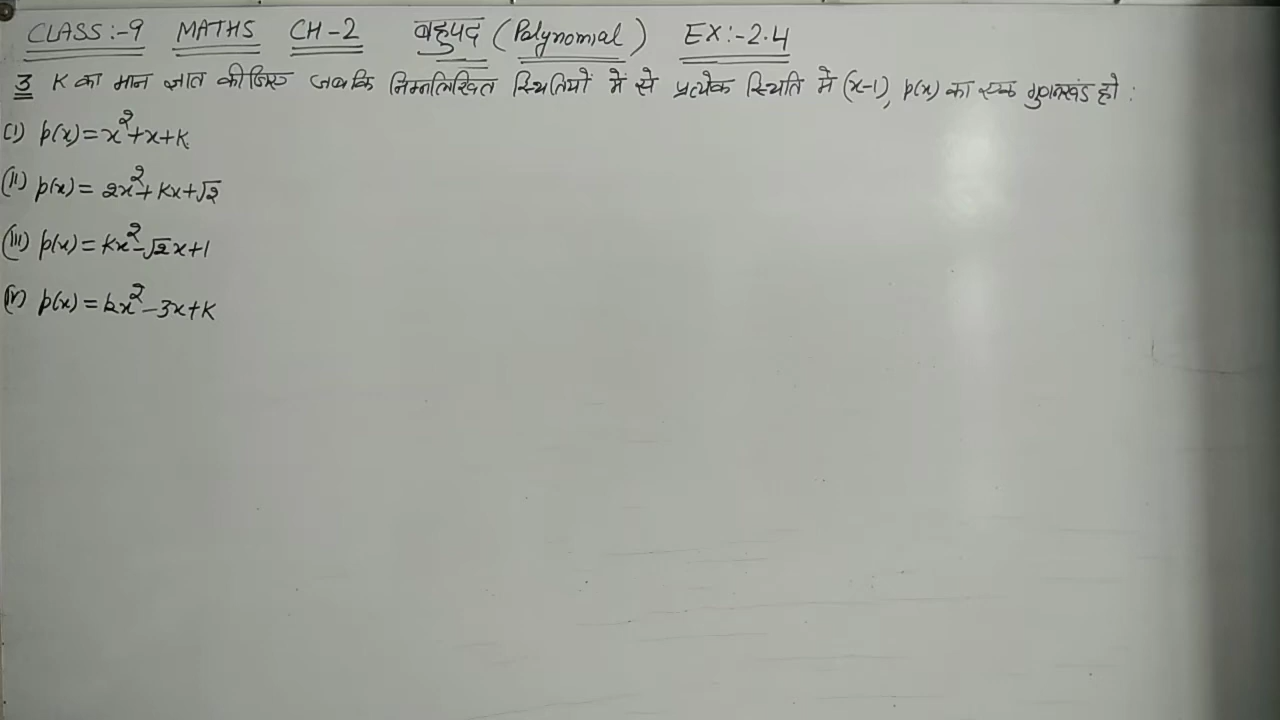 CLASS:-9 MATHS CH-2 बहुपद (Polynomial) EX:-2.4
3 K का मान ज्ञात कीजिए जबकि निम्नलिखित स्थितियों में से प्रत्येक स्थिति में (x-1), p(x) का एक गुणनखंड हो :
(i) p(x)=x²+x+k
(ii) p(x)=2x²+kx+√2
(iii) p(x)=kx²-√2x+1
(iv) p(x)=kx²-3x+k